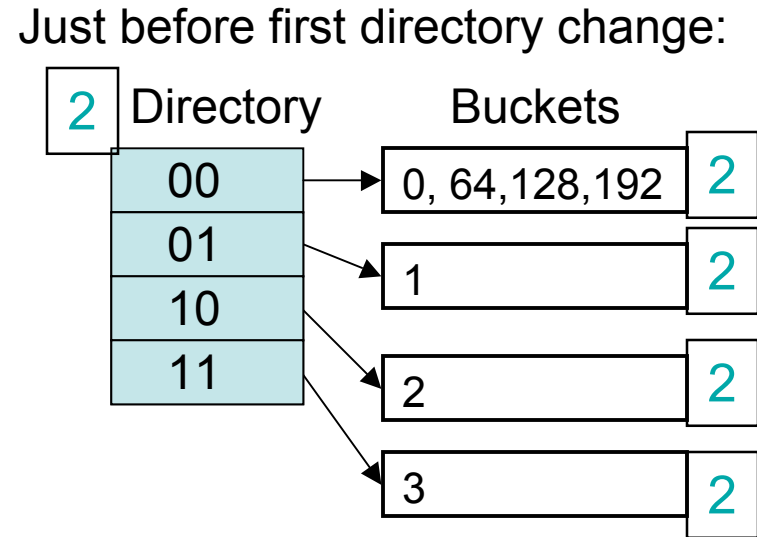 Just before first directory change:
2 Directory Buckets
00 0, 64,128,192 2
01 1 2
10 2 2
11 3 2